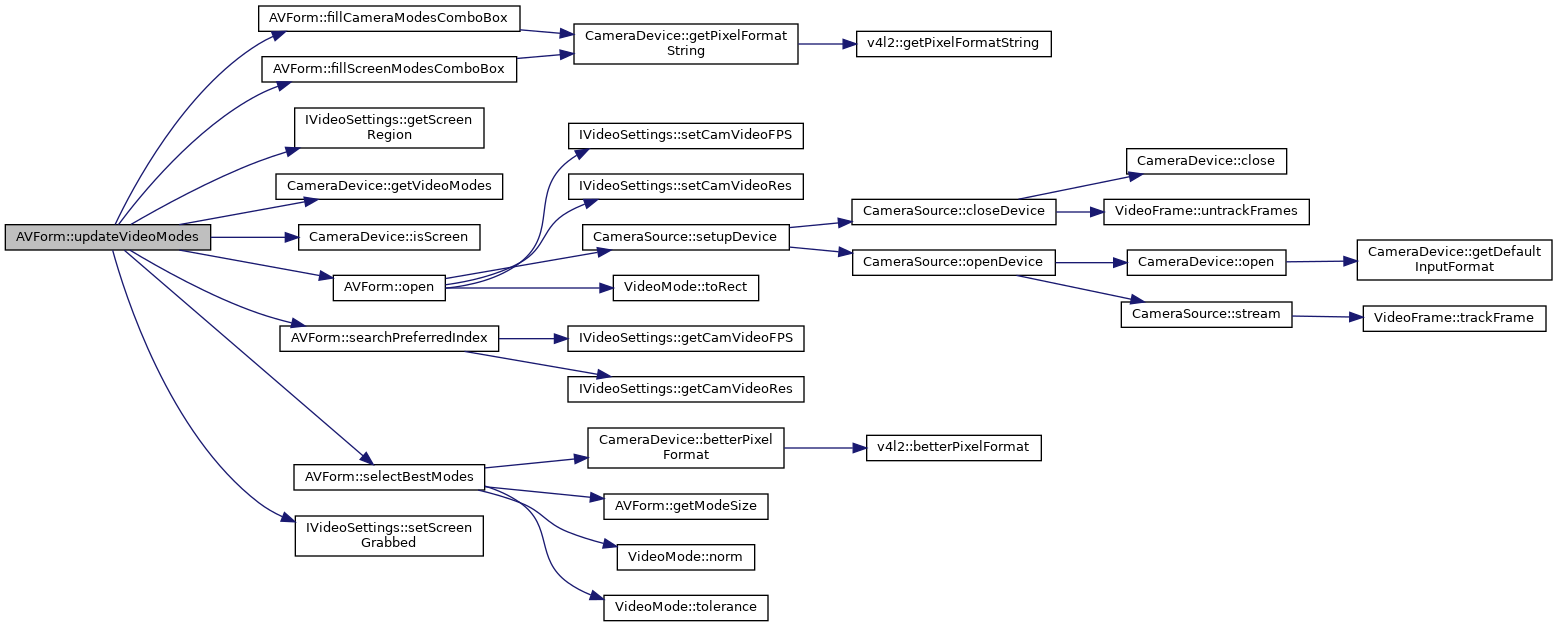 AVForm::updateVideoModes
AVForm::fillCameraModesComboBox
AVForm::fillScreenModesComboBox
IVideoSettings::getScreen
Region
CameraDevice::getVideoModes
CameraDevice::isScreen
AVForm::open
AVForm::searchPreferredIndex
AVForm::selectBestModes
IVideoSettings::setScreen
Grabbed
CameraDevice::getPixelFormat
String
IVideoSettings::setCamVideoFPS
IVideoSettings::setCamVideoRes
CameraSource::setupDevice
VideoMode::toRect
IVideoSettings::getCamVideoFPS
IVideoSettings::getCamVideoRes
CameraDevice::betterPixel
Format
AVForm::getModeSize
VideoMode::norm
VideoMode::tolerance
v4l2::getPixelFormatString
CameraSource::closeDevice
CameraSource::openDevice
v4l2::betterPixelFormat
CameraDevice::close
VideoFrame::untrackFrames
CameraDevice::open
CameraSource::stream
CameraDevice::getDefault
InputFormat
VideoFrame::trackFrame